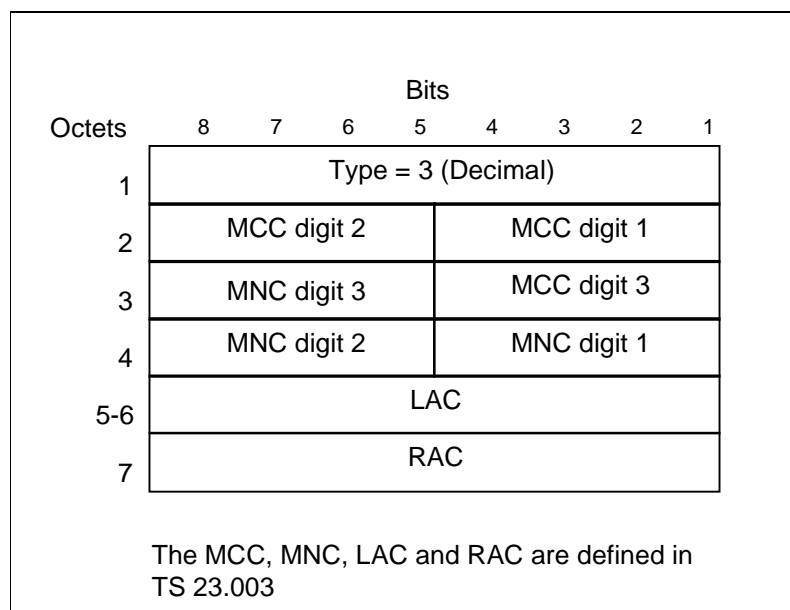 Bits
Octets 8 7 6 5 4 3 2 1
1 Type = 3 (Decimal)
2 MCC digit 2 MCC digit 1
3 MNC digit 3 MCC digit 3
4 MNC digit 2 MNC digit 1
5-6 LAC
7 RAC
The MCC, MNC, LAC and RAC are defined in
TS 23.003